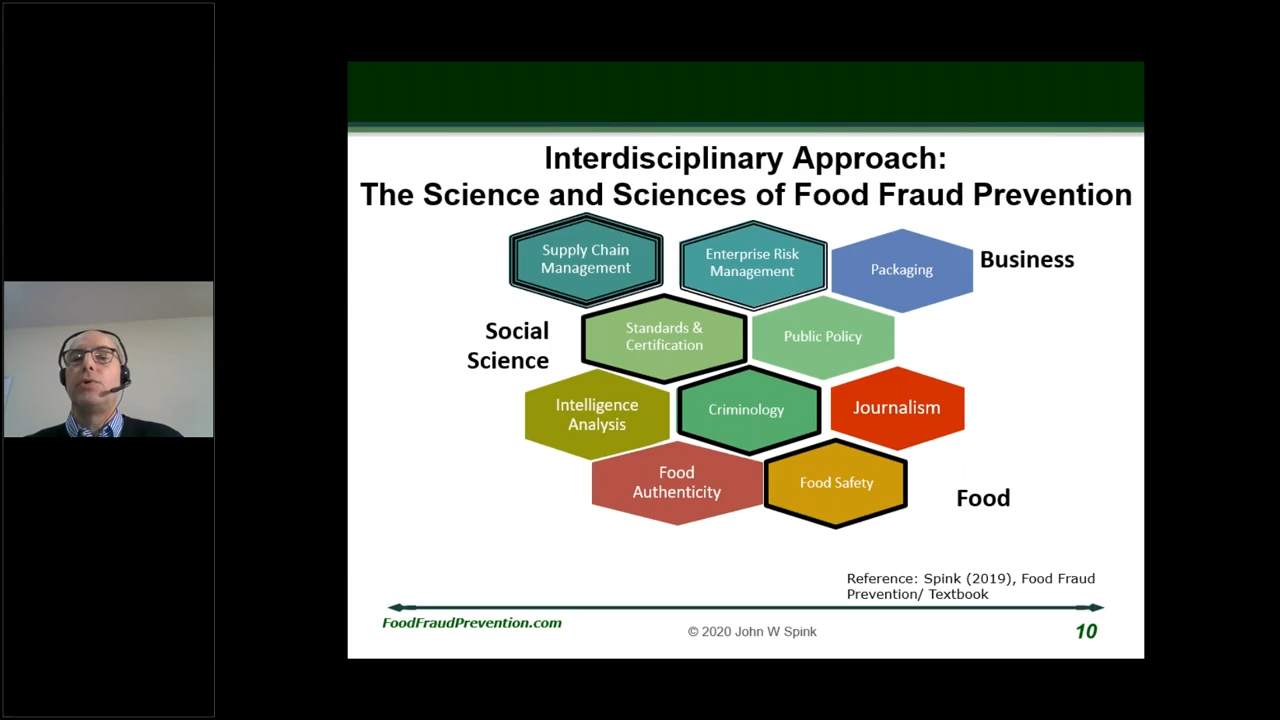 Interdisciplinary Approach:
The Science and Sciences of Food Fraud Prevention
Supply Chain
Management
Enterprise Risk
Management
Packaging
Business
Social
Science
Standards &
Certification
Public Policy
Intelligence
Analysis
Criminology
Journalism
Food
Authenticity
Food Safety
Food
Reference: Spink (2019), Food Fraud
Prevention/ Textbook
FoodFraudPrevention.com
© 2020 John W Spink
10